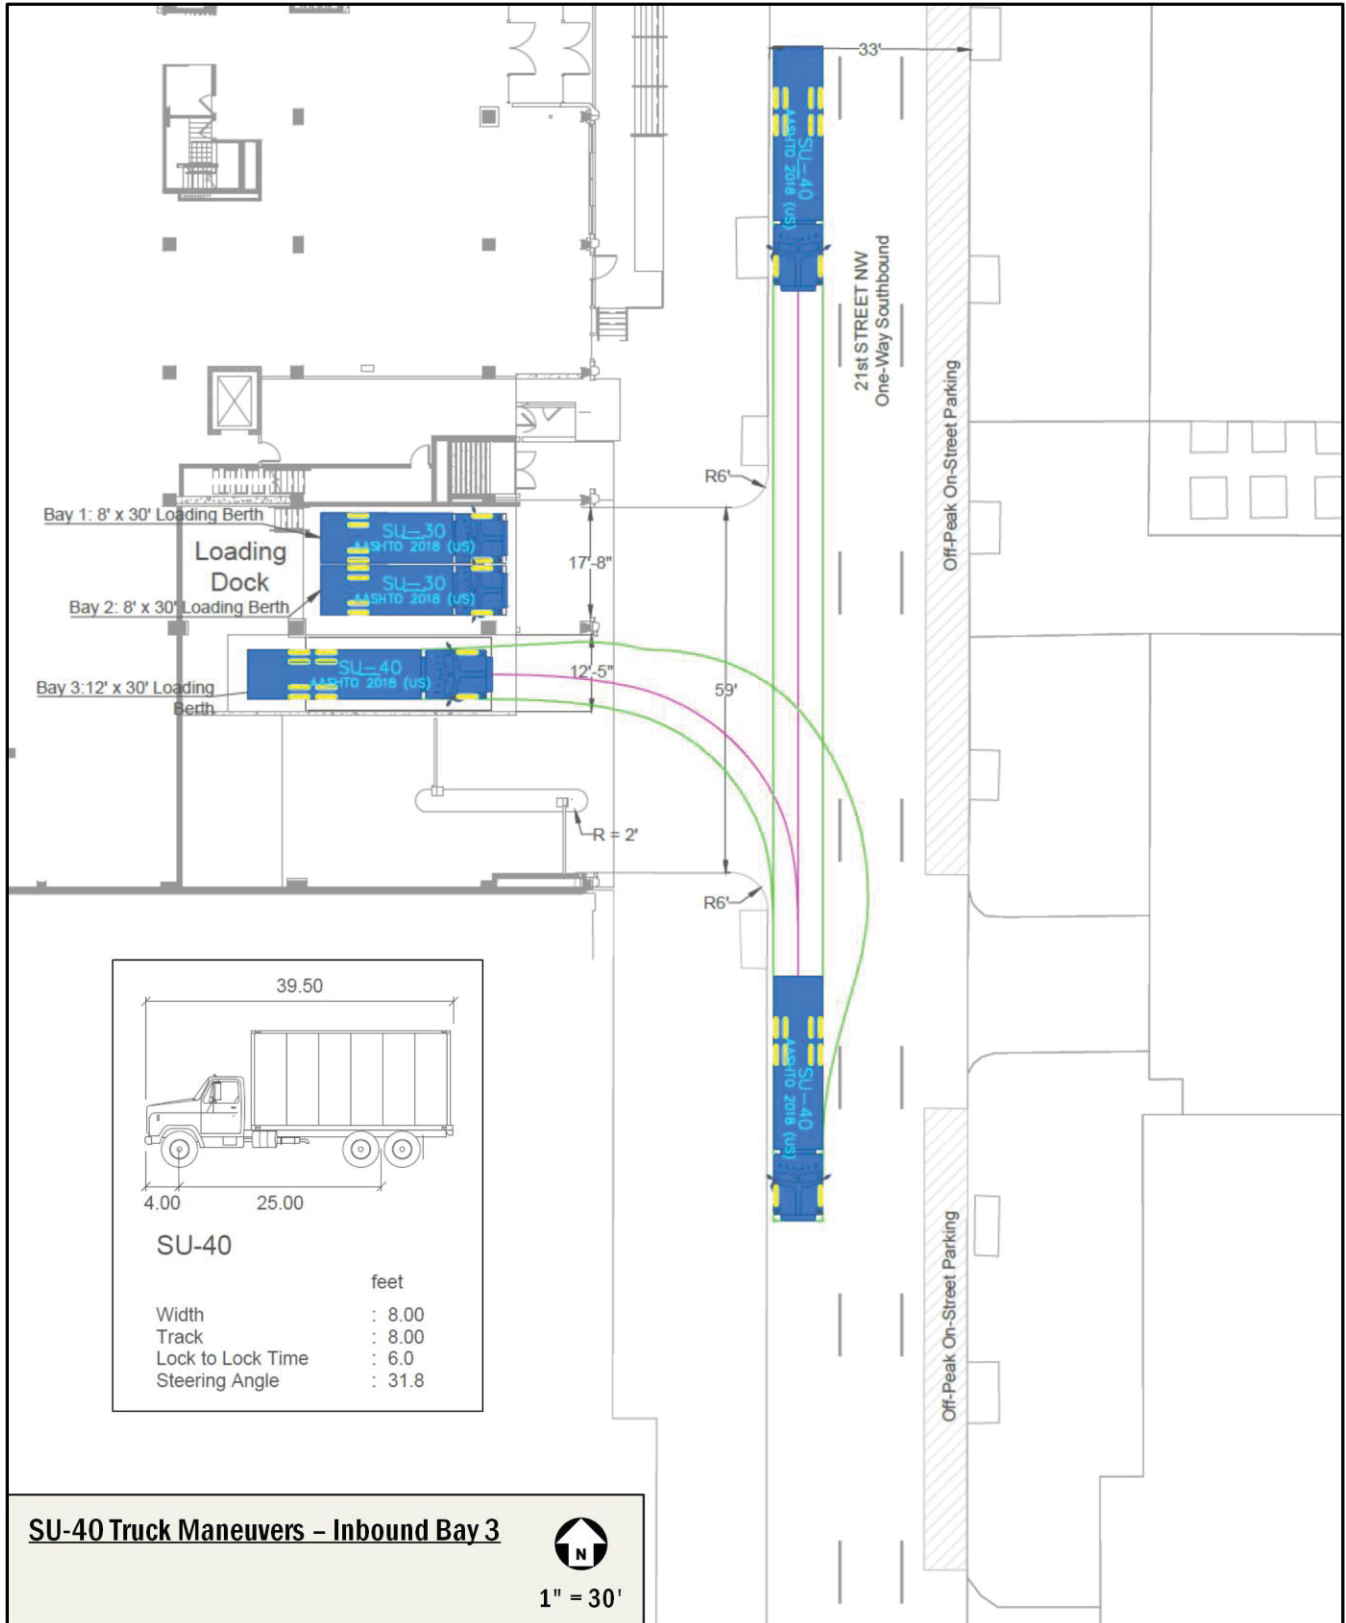 33'
SU-40
AASHTO 2018 (US)
21st STREET NW
One-Way Southbound
Off-Peak On-Street Parking
R6'
Bay 1: 8' x 30' Loading Berth
SU-30
AASHTO 2018 (US)
Loading
Dock
17'-8"
SU-30
AASHTO 2018 (US)
Bay 2: 8' x 30' Loading Berth
SU-40
AASHTO 2018 (US)
12'-5"
Bay 3:12' x 30' Loading
Berth
59'
R = 2'
R6'
39.50
4.00
25.00
SU-40
feet
Width : 8.00
Track : 8.00
Lock to Lock Time : 6.0
Steering Angle : 31.8
SU-40
AASHTO 2018 (US)
Off-Peak On-Street Parking
SU-40 Truck Maneuvers – Inbound Bay 3
N
1" = 30'